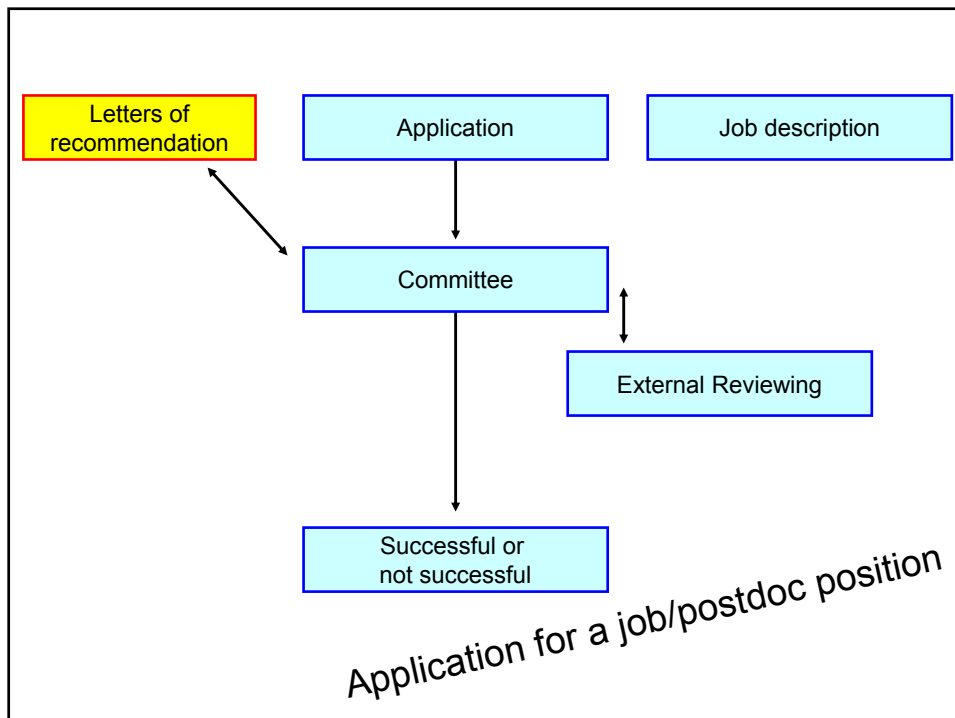 Letters of
recommendation
Application
Job description
Committee
External Reviewing
Successful or
not successful
Application for a job/postdoc position